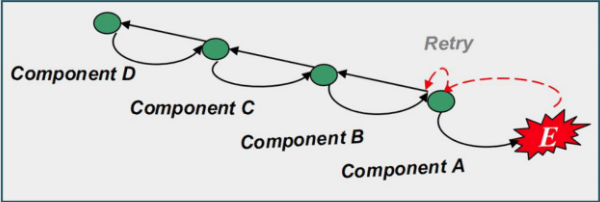 Retry
Component D
Component C
Component B
Component A
E